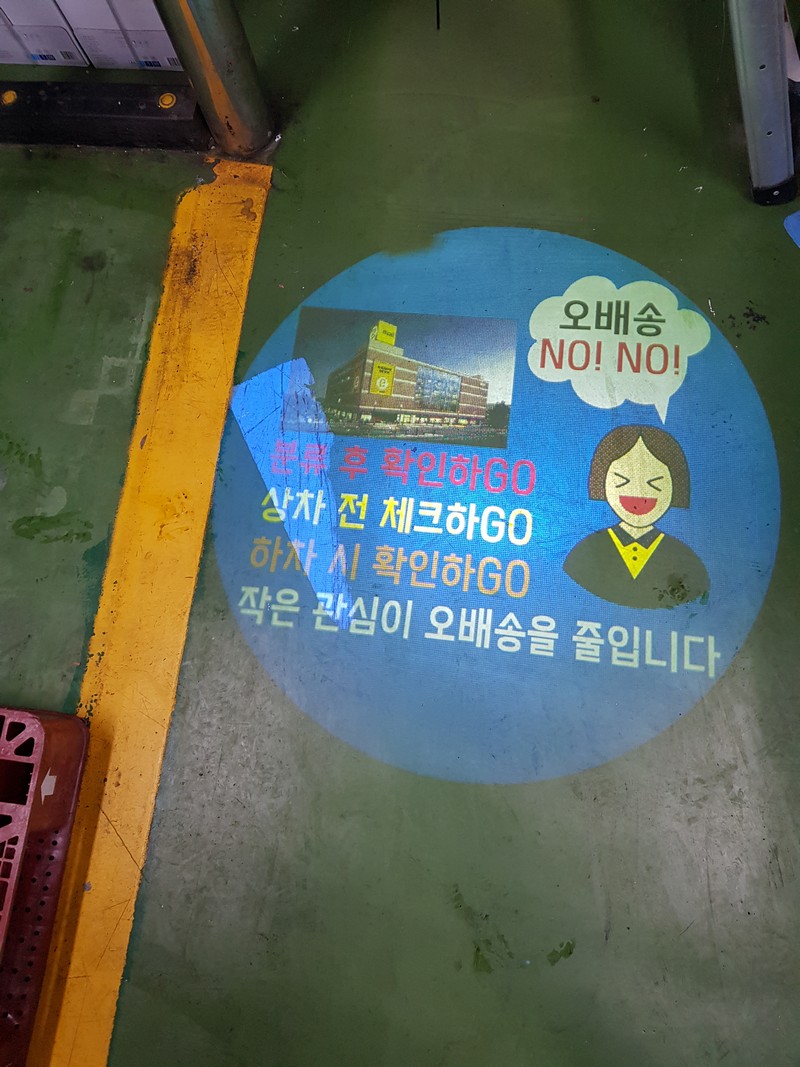 오배송
NO! NO!
분류 후 확인하GO
상차 전 체크하GO
하차 시 확인하GO
작은 관심이 오배송을 줄입니다